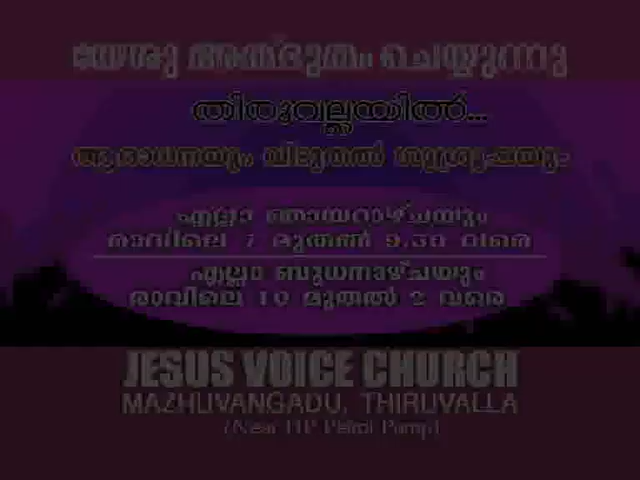 യേശു അത്ഭുതം ചെയ്യുന്നു
തിരുവല്ലയിൽ...
ആരാധനയും വിടുതൽ ശുശ്രൂഷയും
എല്ലാ ഞായറാഴ്ചയും
രാവിലെ 7 മുതൽ 9.30 വരെ
എല്ലാ ബുധനാഴ്ചയും
രാവിലെ 10 മുതൽ 2 വരെ
JESUS VOICE CHURCH
MAZHUVANGADU, THIRUVALLA
(Near Petrol Pump)